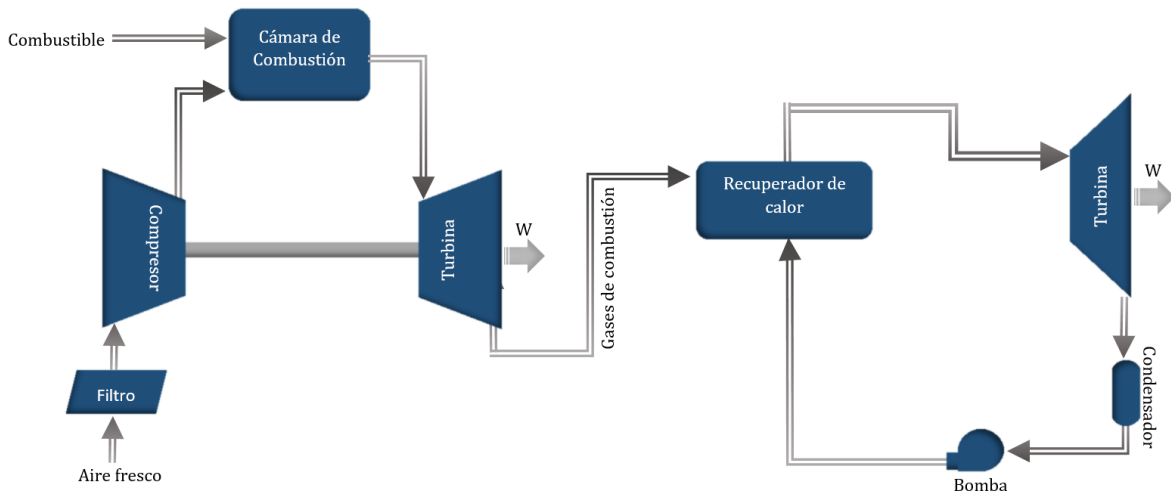 Combustible
Cámara de
Combustión
Compresor
Turbina
W
Filtro
Aire fresco
Gases de combustión
Recuperador de
calor
Turbina
W
Condensador
Bomba